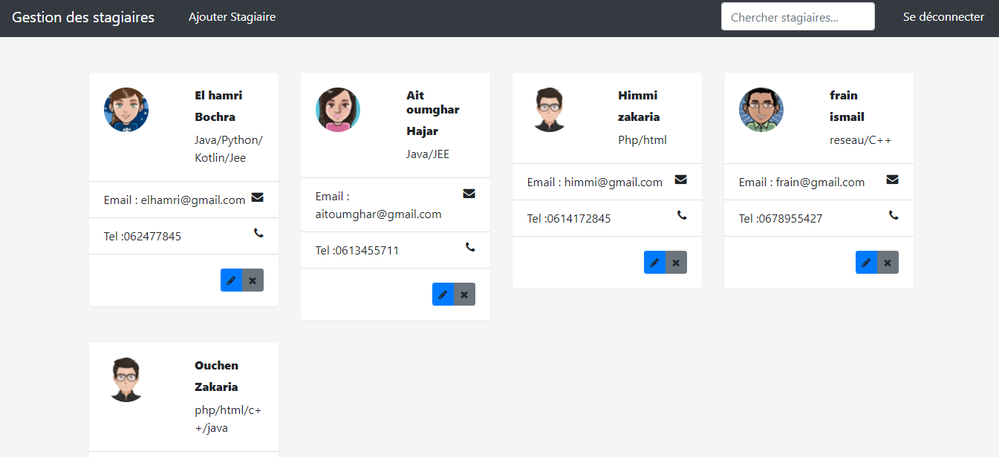 Gestion des stagiaires
Ajouter Stagiaire
Chercher stagiaires...
Se déconnecter
El hamri
Bochra
Java/Python/
Kotlin/Jee
Email : elhamri@gmail.com
Tel :062477845
Ait
oumghar
Hajar
Java/JEE
Email :
aitoumghar@gmail.com
Tel :0613455711
Himmi
zakaria
Php/html
Email : himmi@gmail.com
Tel :0614172845
frain
ismail
reseau/C++
Email : frain@gmail.com
Tel :0678955427
Ouchen
Zakaria
php/html/c+
+/java